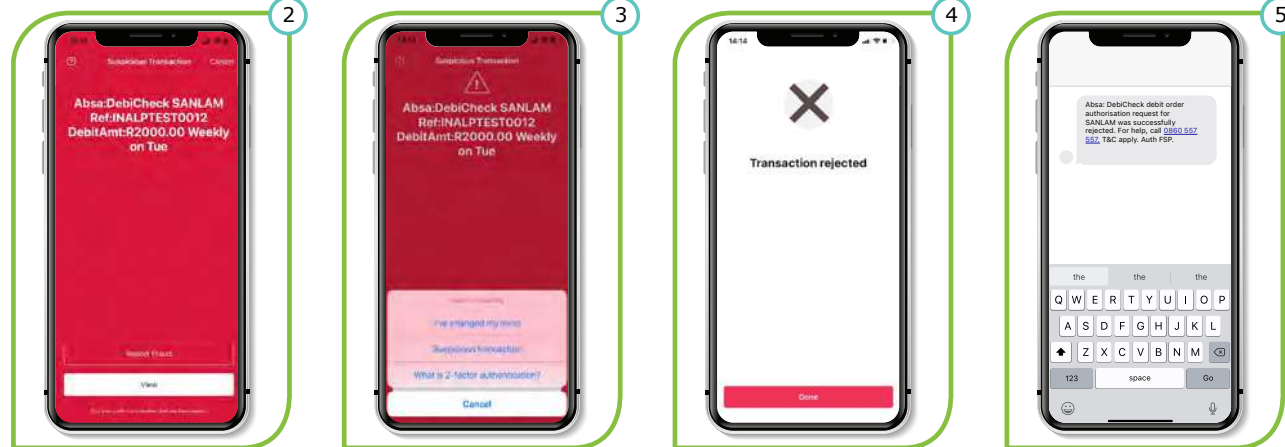 2
Suspicious Transaction Cancel
Absa:DebiCheck SANLAM
Ref:INALPTEST0012
DebitAmt:R2000.00 Weekly
on Tue
Report Fraud
View
3
Suspicious Transaction
Absa:DebiCheck SANLAM
Ref:INALPTEST0012
DebitAmt:R2000.00 Weekly
on Tue
I've changed my mind
Suspicious transaction
What is 2-factor authentication?
Cancel
4
14:14
Transaction rejected
Done
5
Absa: DebiCheck debit order
authorisation request for
SANLAM was successfully
rejected. For help, call 0860 557
557, T&C apply. Auth FSP.
the the the
Q W E R T Y U I O P
A S D F G H J K L
Z X C V B N M
123 space Go